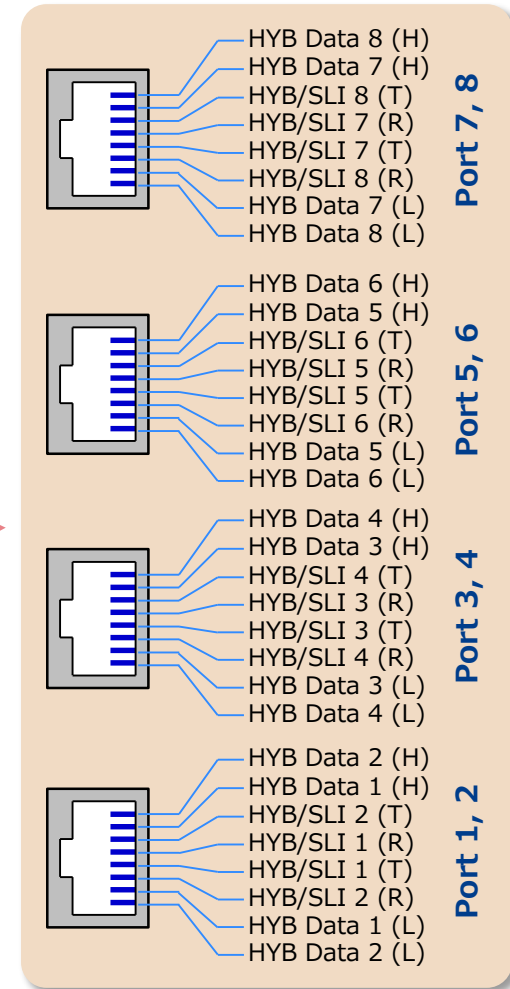 HYB Data 8 (H)
HYB Data 7 (H)
HYB/SLI 8 (T)
HYB/SLI 7 (R)
HYB/SLI 7 (T)
HYB/SLI 8 (R)
HYB Data 7 (L)
HYB Data 8 (L)
Port 7, 8
HYB Data 6 (H)
HYB Data 5 (H)
HYB/SLI 6 (T)
HYB/SLI 5 (R)
HYB/SLI 5 (T)
HYB/SLI 6 (R)
HYB Data 5 (L)
HYB Data 6 (L)
Port 5, 6
HYB Data 4 (H)
HYB Data 3 (H)
HYB/SLI 4 (T)
HYB/SLI 3 (R)
HYB/SLI 3 (T)
HYB/SLI 4 (R)
HYB Data 3 (L)
HYB Data 4 (L)
Port 3, 4
HYB Data 2 (H)
HYB Data 1 (H)
HYB/SLI 2 (T)
HYB/SLI 1 (R)
HYB/SLI 1 (T)
HYB/SLI 2 (R)
HYB Data 1 (L)
HYB Data 2 (L)
Port 1, 2